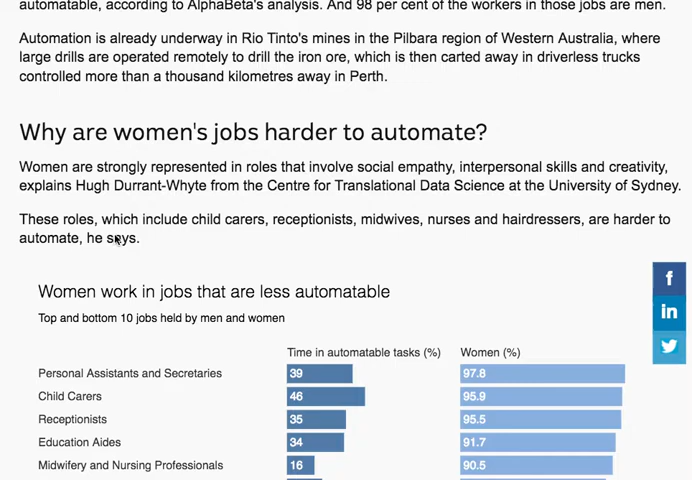 automatable, according to AlphaBeta's analysis. And 98 per cent of the workers in those jobs are men.
Automation is already underway in Rio Tinto's mines in the Pilbara region of Western Australia, where
large drills are operated remotely to drill the iron ore, which is then carted away in driverless trucks
controlled more than a thousand kilometres away in Perth.
Why are women's jobs harder to automate?
Women are strongly represented in roles that involve social empathy, interpersonal skills and creativity,
explains Hugh Durrant-Whyte from the Centre for Translational Data Science at the University of Sydney.
These roles, which include child carers, receptionists, midwives, nurses and hairdressers, are harder to
automate, he says.
f
in
Women work in jobs that are less automatable
Top and bottom 10 jobs held by men and women
Time in automatable tasks (%) Women (%)
Personal Assistants and Secretaries 39 97.8
Child Carers 46 95.9
Receptionists 35 95.5
Education Aides 34 91.7
Midwifery and Nursing Professionals 16 90.5